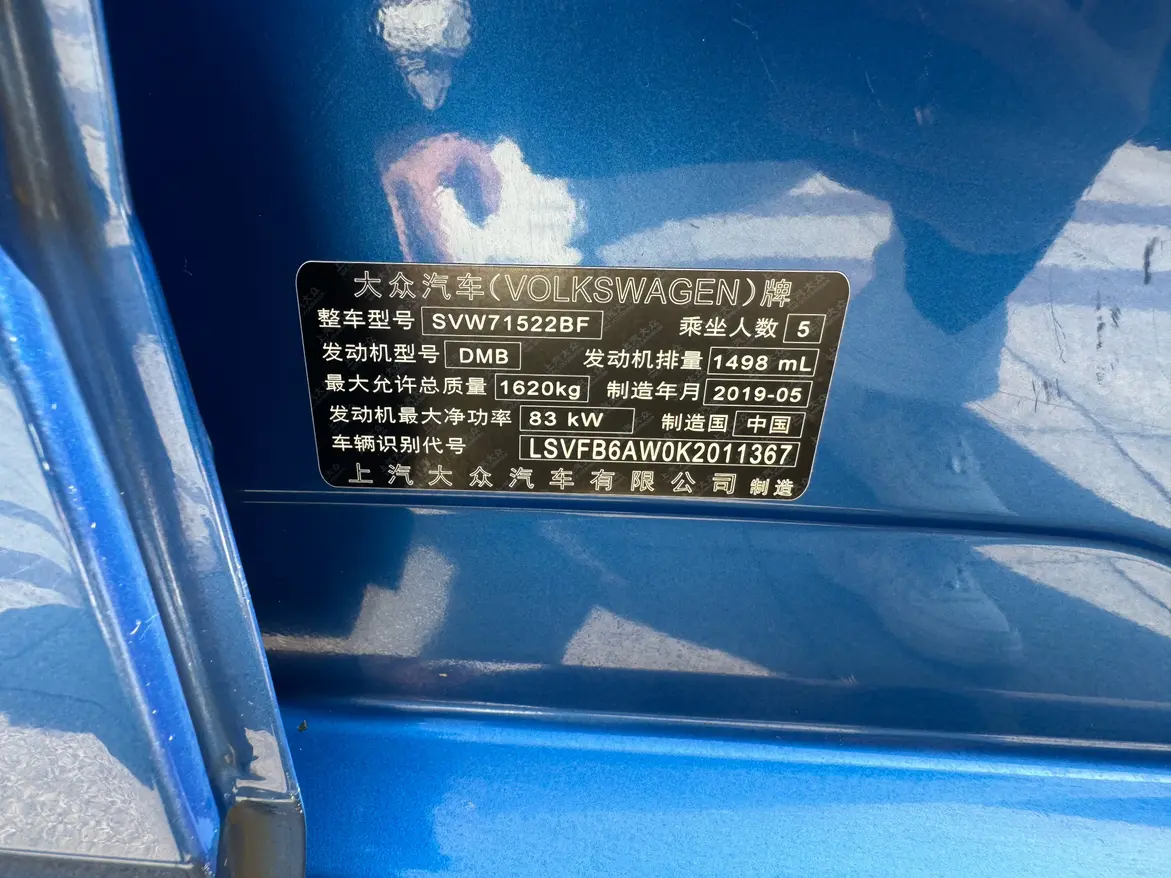 大众汽车(VOLKSWAGEN)牌
整车型号 SVW71522BF 乘坐人数 5
发动机型号 DMB 发动机排量 1498 mL
最大允许总质量 1620kg 制造年月 2019-05
发动机最大净功率 83 kW 制造国 中国
车辆识别代号 LSVFB6AW0K2011367
上汽大众汽车有限公司 制造